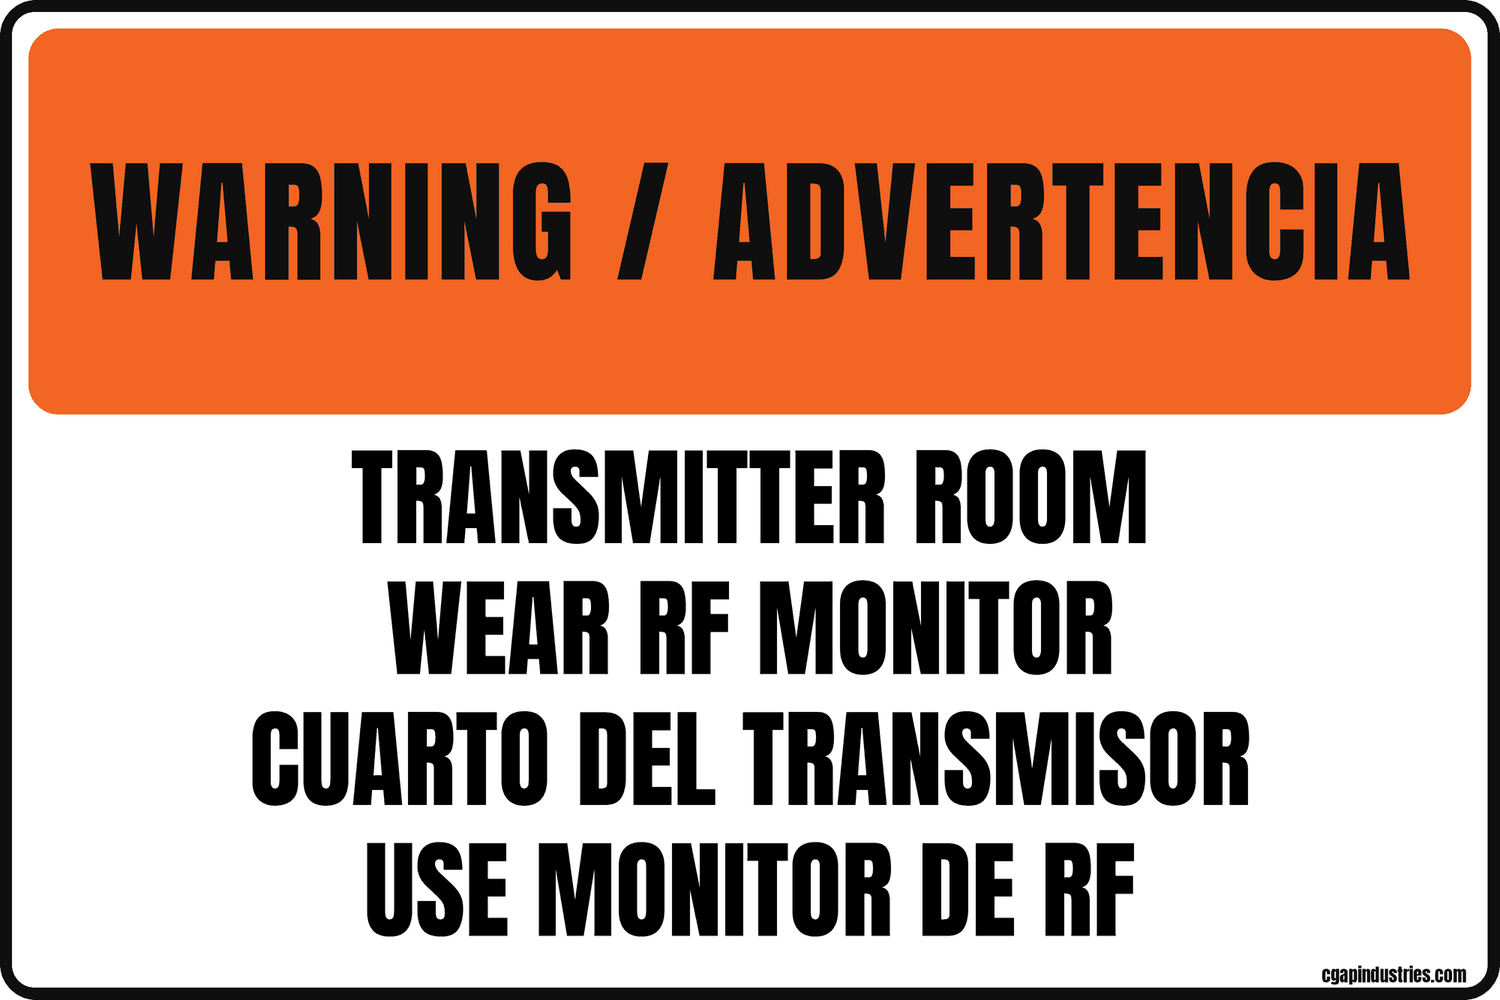 WARNING / ADVERTENCIA
TRANSMITTER ROOM
WEAR RF MONITOR
CUARTO DEL TRANSMISOR
USE MONITOR DE RF
cgapindustries.com